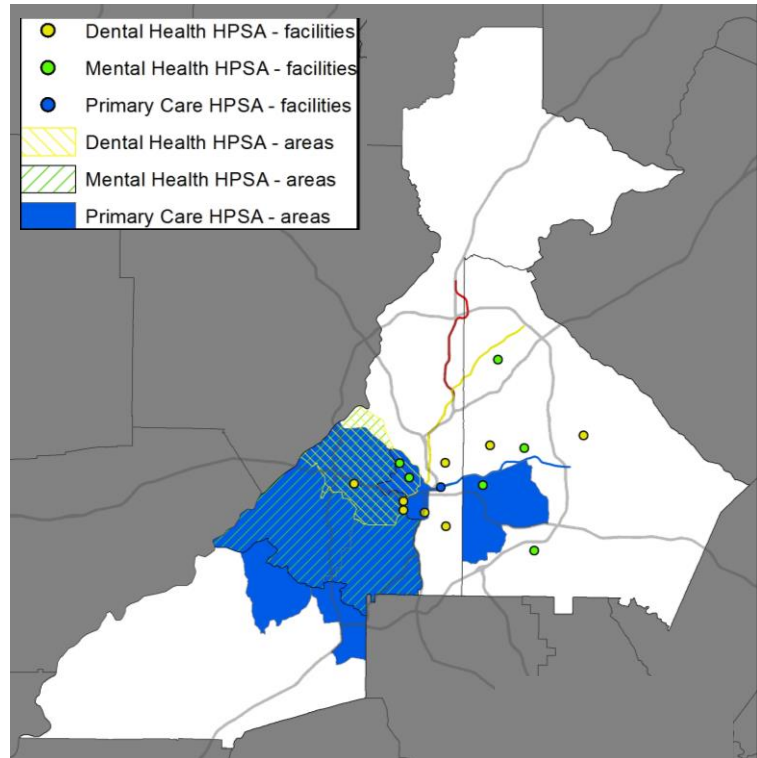 Dental Health HPSA - facilities
Mental Health HPSA - facilities
Primary Care HPSA - facilities
Dental Health HPSA - areas
Mental Health HPSA - areas
Primary Care HPSA - areas